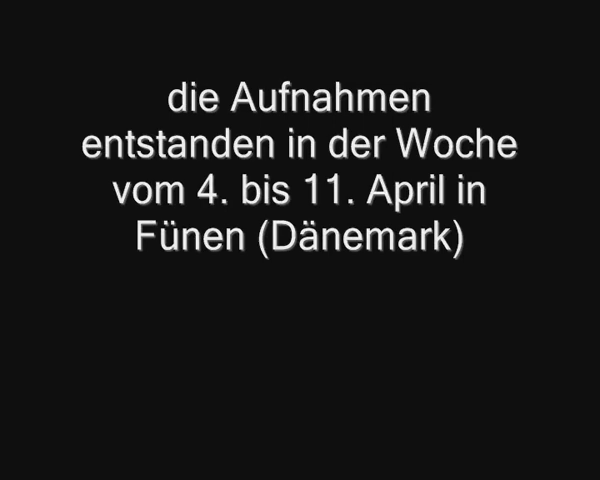 die Aufnahmen
entstanden in der Woche
vom 4. bis 11. April in
Fünen (Dänemark)